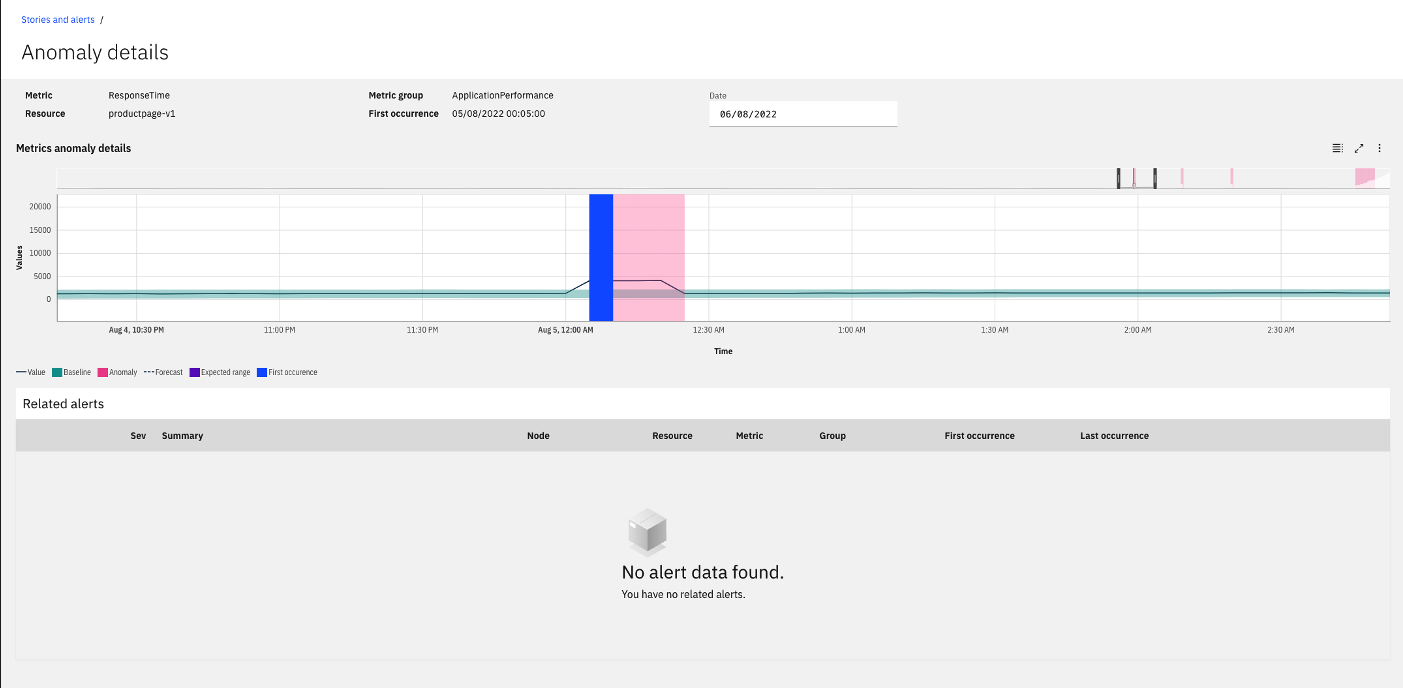 Stories and alerts /
Anomaly details
Metric ResponseTime Metric group ApplicationPerformance Date
Resource productpage-v1 First occurrence 05/08/2022 00:05:00 06/08/2022
Metrics anomaly details
20000
15000
10000
5000
0
Values
Aug 4, 10:30 PM 11:00 PM 11:30 PM Aug 5, 12:00 AM 12:30 AM 1:00 AM 1:30 AM 2:00 AM 2:30 AM
Time
Value Baseline Anomaly Forecast Expected range First occurence
Related alerts
Sev Summary Node Resource Metric Group First occurrence Last occurrence
No alert data found.
You have no related alerts.